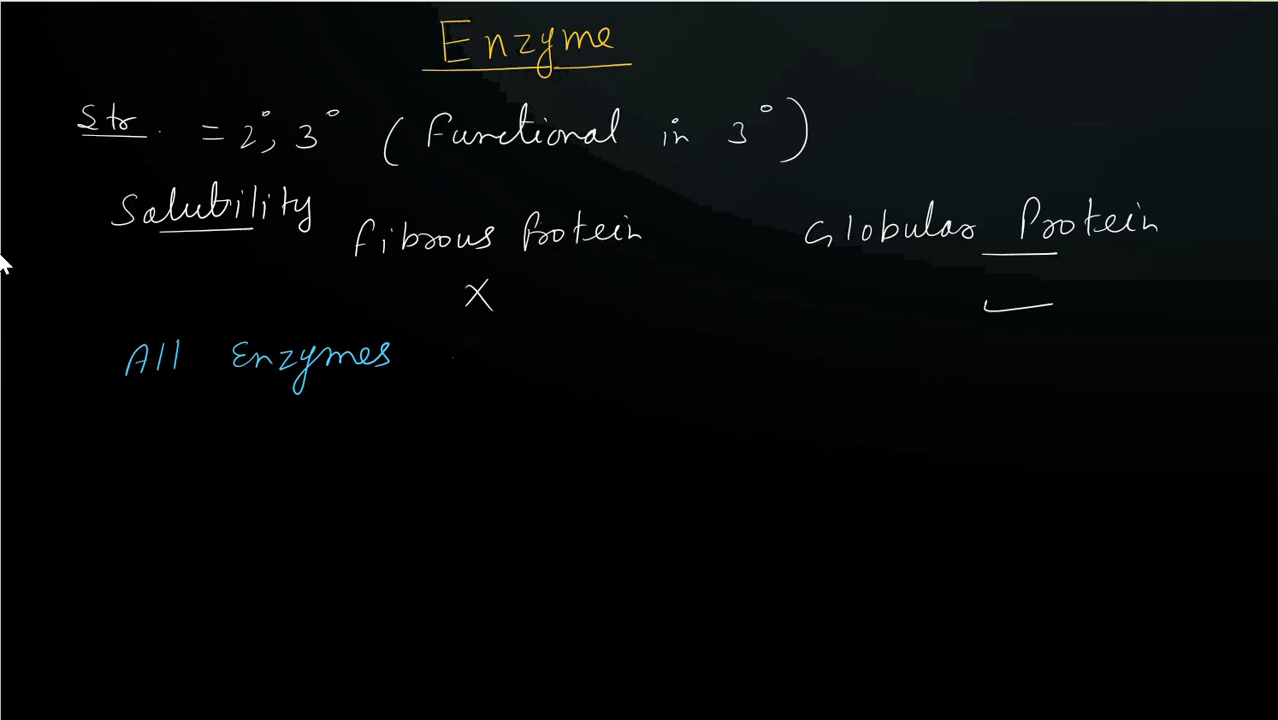 Enzyme
Str. = 2°, 3° ( Functional in 3° )
Solubility
Fibrous Protein Globular Protein
X ✓
All Enzymes